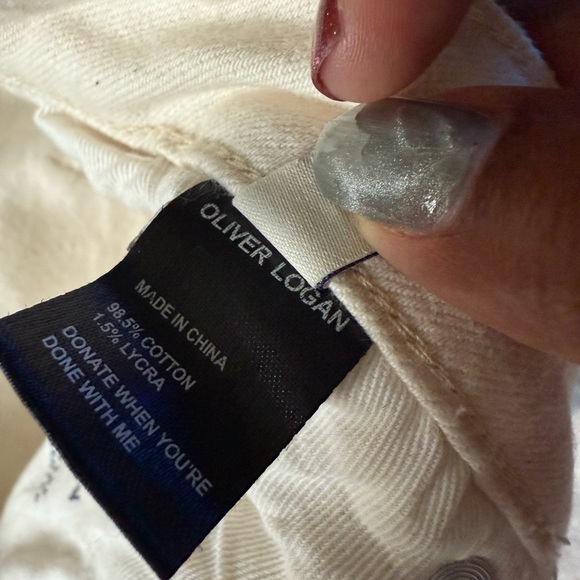 OLIVER LOGAN
MADE IN CHINA
98.5% COTTON
1.5% LYCRA
DONATE WHEN YOU'RE
DONE WITH ME